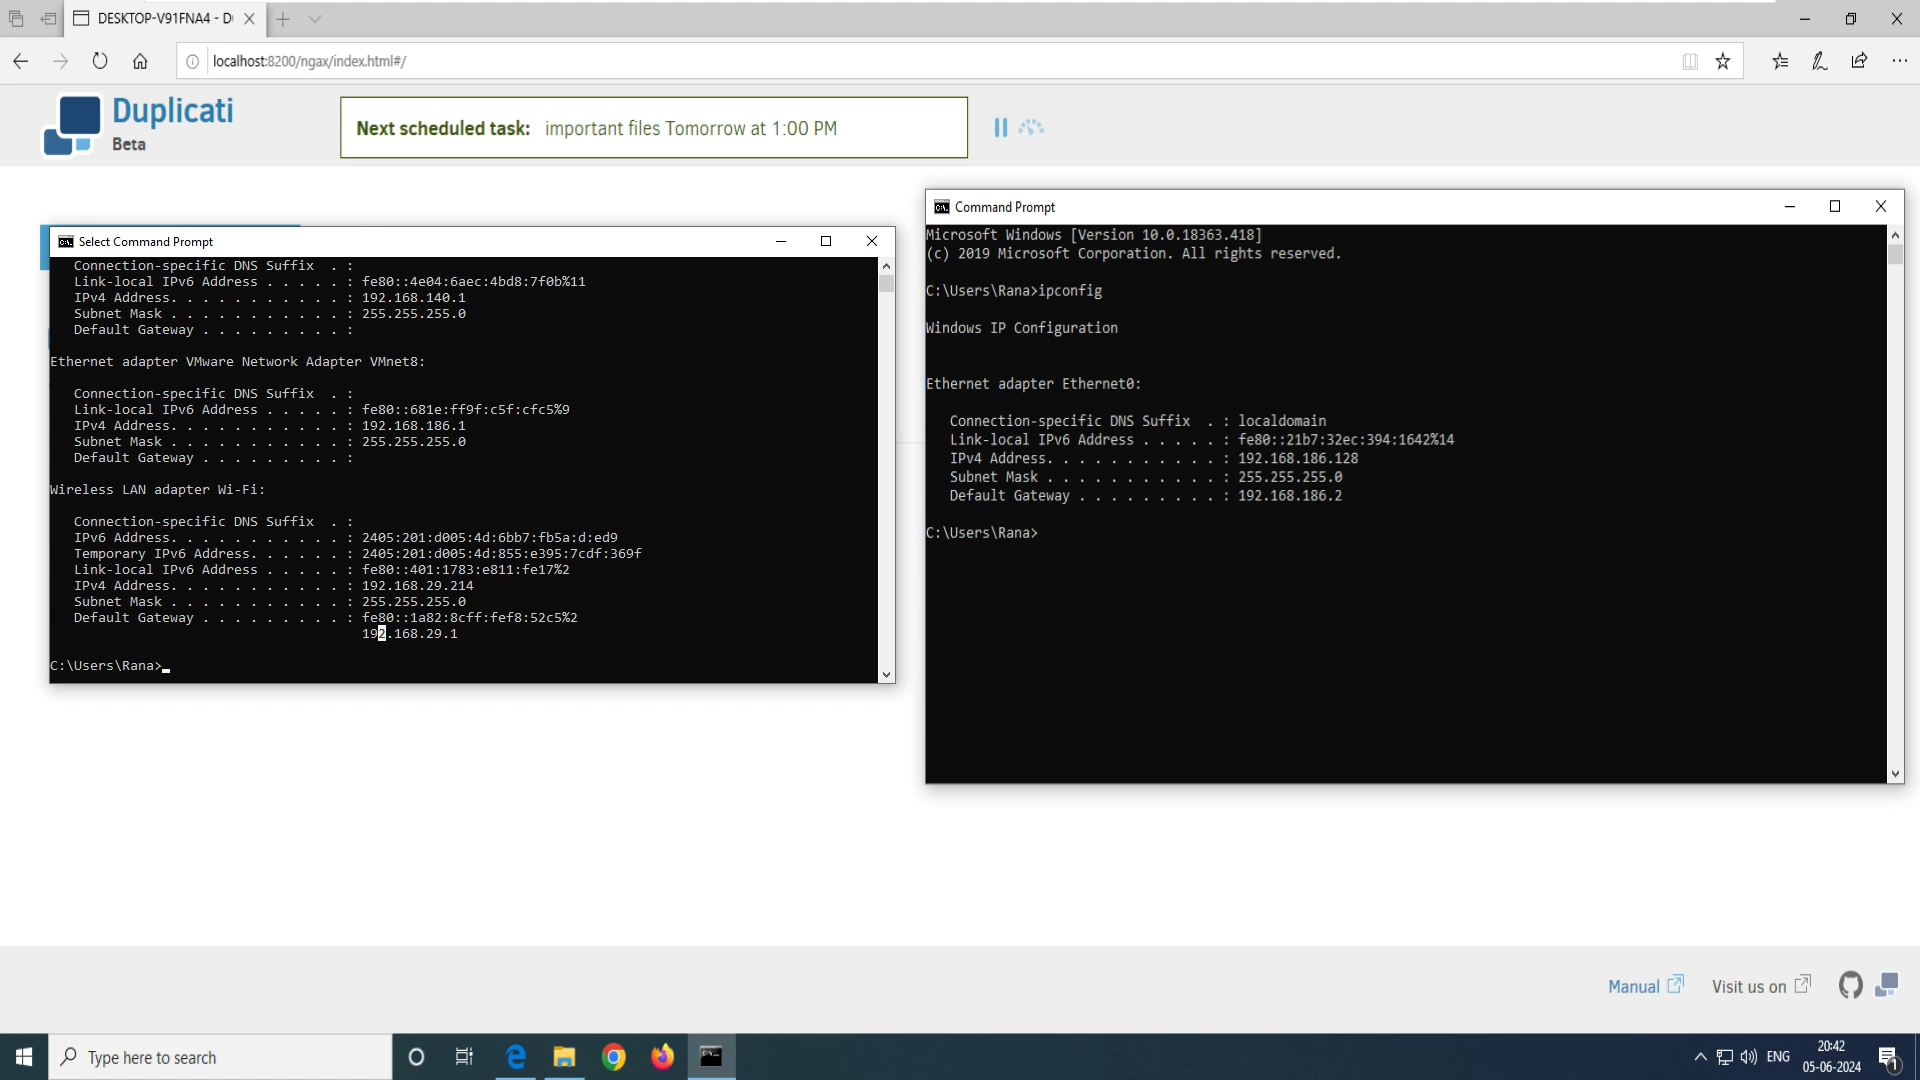 DESKTOP-V91FNA4 - D
localhost:8200/ngax/index.html#/
Duplicati
Beta
Next scheduled task: important files Tomorrow at 1:00 PM
Select Command Prompt
Connection-specific DNS Suffix . :
Link-local IPv6 Address . . . . . : fe80::4e04:6aec:4bd8:7f0b%11
IPv4 Address. . . . . . . . . . . : 192.168.140.1
Subnet Mask . . . . . . . . . . . : 255.255.255.0
Default Gateway . . . . . . . . . :
Ethernet adapter VMware Network Adapter VMnet8:
Connection-specific DNS Suffix . :
Link-local IPv6 Address . . . . . : fe80::681e:ff9f:c5f:cfc5%9
IPv4 Address. . . . . . . . . . . : 192.168.186.1
Subnet Mask . . . . . . . . . . . : 255.255.255.0
Default Gateway . . . . . . . . . :
Wireless LAN adapter Wi-Fi:
Connection-specific DNS Suffix . :
IPv6 Address. . . . . . . . . . . : 2405:201:d005:4d:6bb7:fb5a:d:ed9
Temporary IPv6 Address. . . . . . : 2405:201:d005:4d:855:e395:7cdf:369f
Link-local IPv6 Address . . . . . : fe80::401:1783:e811:fe17%2
IPv4 Address. . . . . . . . . . . : 192.168.29.214
Subnet Mask . . . . . . . . . . . : 255.255.255.0
Default Gateway . . . . . . . . . : fe80::1a82:8cff:fef8:52c5%2
192.168.29.1
C:\Users\Rana>
Command Prompt
Microsoft Windows [Version 10.0.18363.418]
(c) 2019 Microsoft Corporation. All rights reserved.
C:\Users\Rana>ipconfig
Windows IP Configuration
Ethernet adapter Ethernet0:
Connection-specific DNS Suffix . : localdomain
Link-local IPv6 Address . . . . . : fe80::21b7:32ec:394:1642%14
IPv4 Address. . . . . . . . . . . : 192.168.186.128
Subnet Mask . . . . . . . . . . . : 255.255.255.0
Default Gateway . . . . . . . . . : 192.168.186.2
C:\Users\Rana>
Manual Visit us on
Type here to search
ENG
20:42
05-06-2024
1